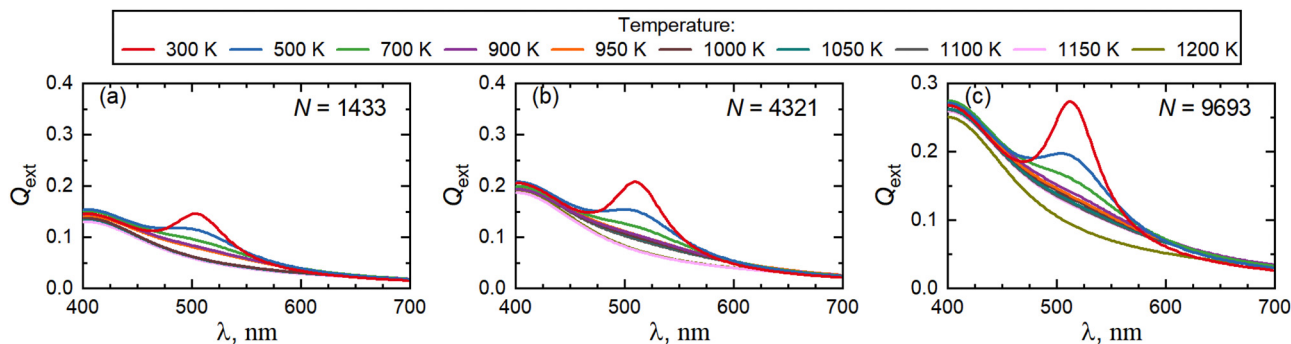 Temperature:
300 K 500 K 700 K 900 K 950 K 1000 K 1050 K 1100 K 1150 K 1200 K
(a) N = 1433
0.4
0.3
0.2
0.1
0.0
Qext
400 500 600 700
λ, nm
(b) N = 4321
0.4
0.3
0.2
0.1
0.0
Qext
400 500 600 700
λ, nm
(c) N = 9693
0.3
0.2
0.1
0.0
Qext
400 500 600 700
λ, nm